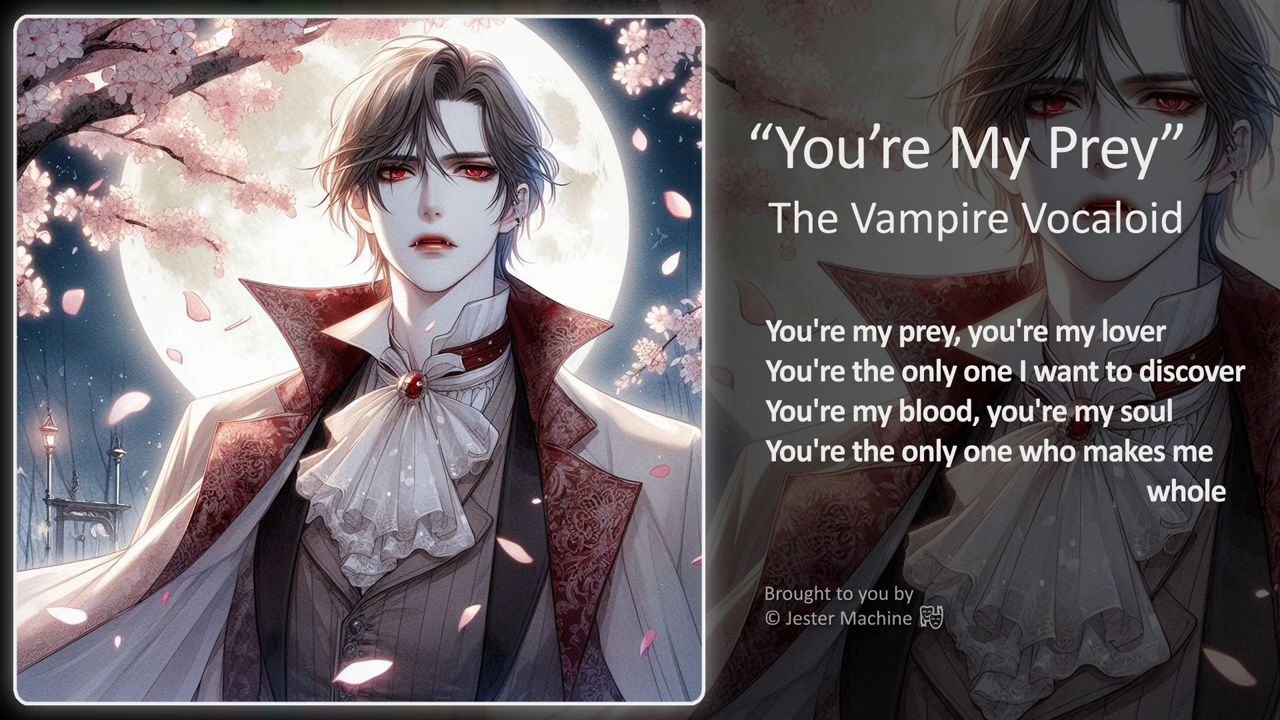 “You’re My Prey”
The Vampire Vocaloid
You're my prey, you're my lover
You're the only one I want to discover
You're my blood, you're my soul
You're the only one who makes me
whole
Brought to you by
© Jester Machine